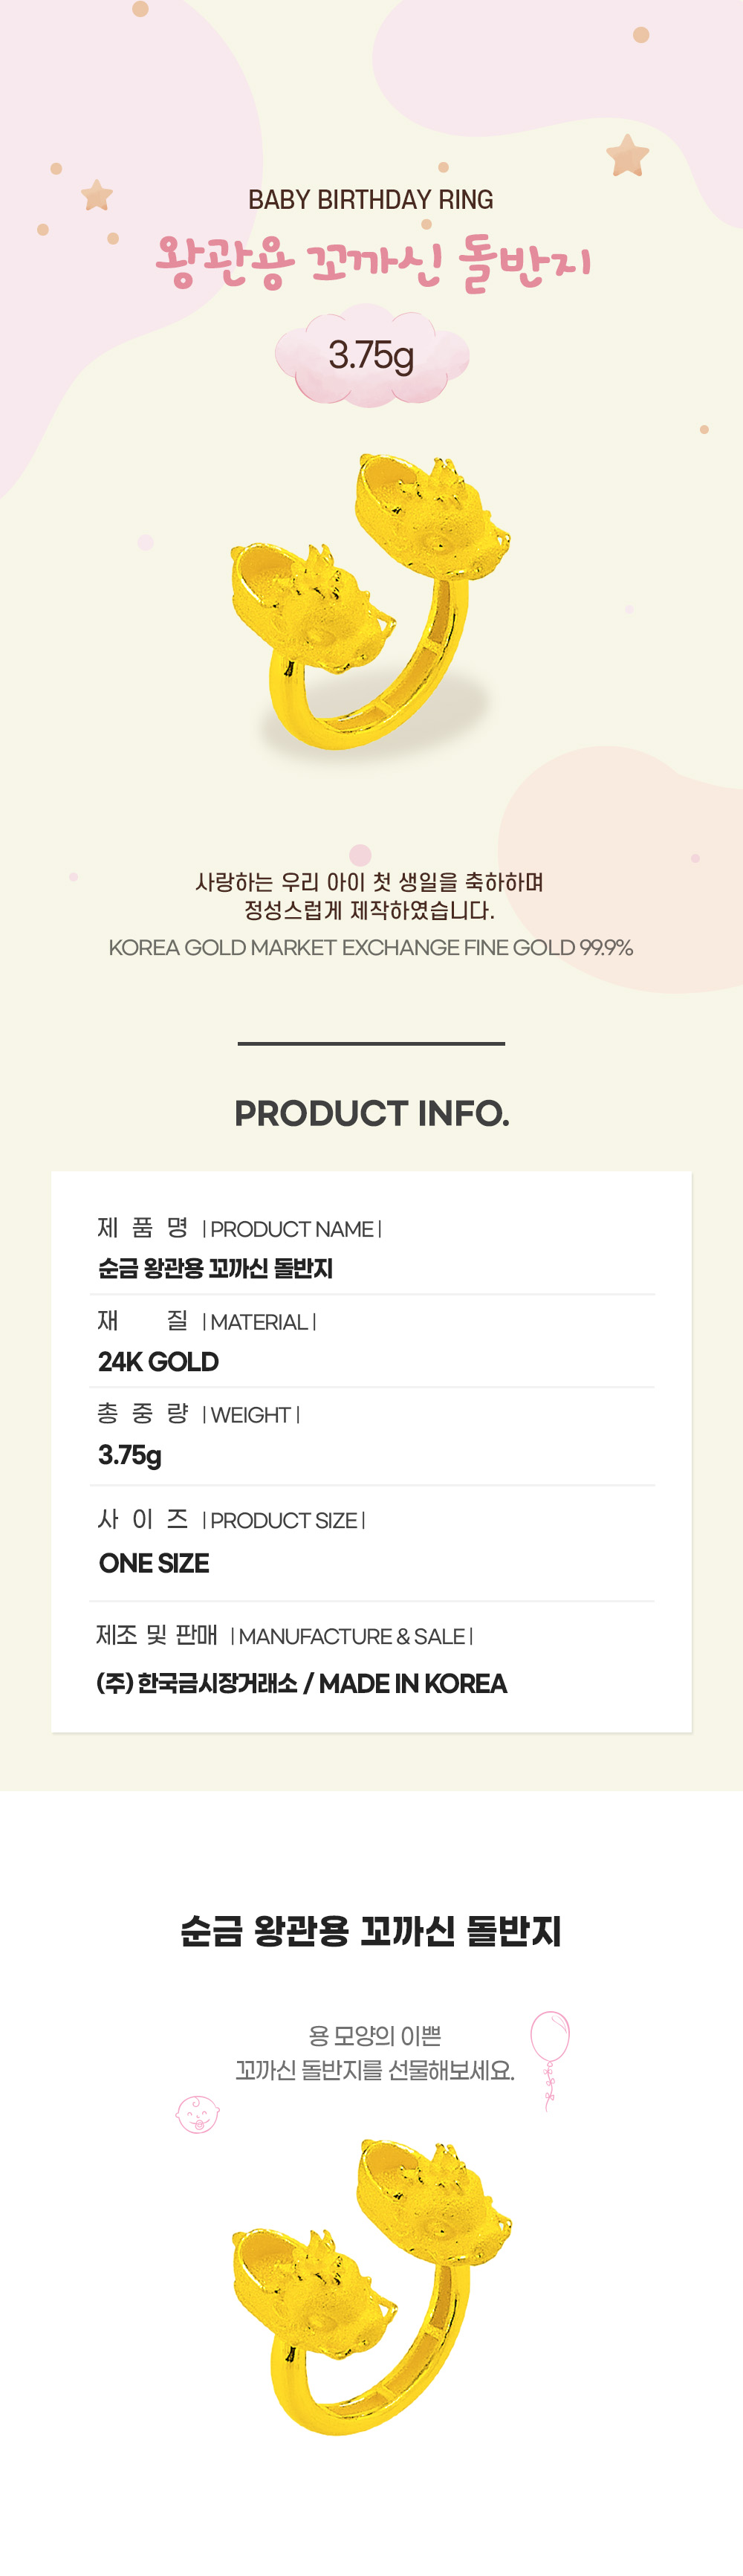 BABY BIRTHDAY RING
왕관용 꼬까신 돌반지
3.75g
사랑하는 우리 아이 첫 생일을 축하하며
정성스럽게 제작하였습니다.
KOREA GOLD MARKET EXCHANGE FINE GOLD 99.9%
PRODUCT INFO.
제 품 명 | PRODUCT NAME |
순금 왕관용 꼬까신 돌반지
재 질 | MATERIAL |
24K GOLD
총 중 량 | WEIGHT |
3.75g
사 이 즈 | PRODUCT SIZE |
ONE SIZE
제조 및 판매 | MANUFACTURE & SALE |
(주) 한국금시장거래소 / MADE IN KOREA
순금 왕관용 꼬까신 돌반지
용 모양의 이쁜
꼬까신 돌반지를 선물해보세요.